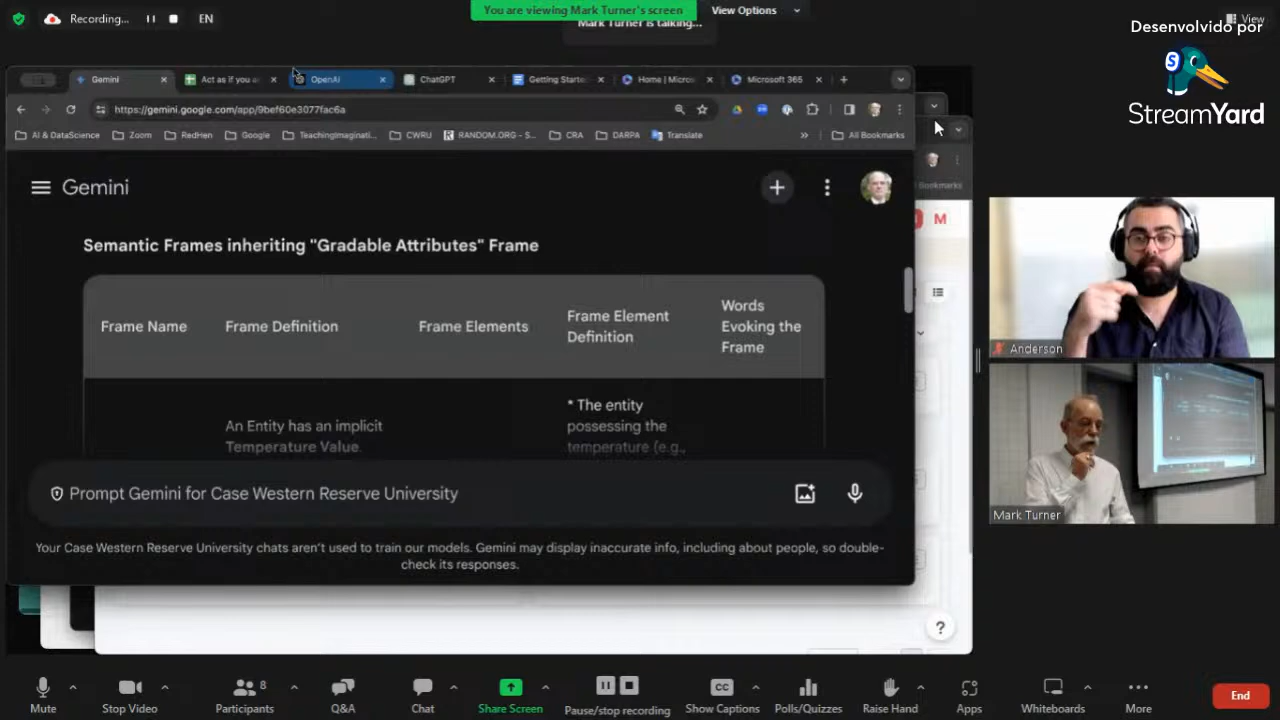 Recording...
EN
You are viewing Mark Turner's screen
View Options
Mark Turner is talking...
View
Desenvolvido por
StreamYard
Gemini
Act as if you a
OpenAI
ChatGPT
Getting Starte
Home | Micros
Microsoft 365
https://gemini.google.com/app/9bef60e3077fac6a
AI & DataScience
Zoom
RedHen
Google
TeachingImaginati...
CWRU
RANDOM.ORG - S...
CRA
DARPA
Translate
»
All Bookmarks
Bookmarks
Gemini
M
Semantic Frames inheriting "Gradable Attributes" Frame
Frame Name
Frame Definition
Frame Elements
Frame Element
Definition
Words
Evoking the
Frame
An Entity has an implicit
Temperature Value.
* The entity
possessing the
temperature (e.g.,
Prompt Gemini for Case Western Reserve University
Your Case Western Reserve University chats aren't used to train our models. Gemini may display inaccurate info, including about people, so double-
check its responses.
?
Anderson
Mark Turner
Mute
Stop Video
8
Participants
Q&A
Chat
Share Screen
Pause/stop recording
CC
Show Captions
Polls/Quizzes
Raise Hand
Apps
Whiteboards
More
End